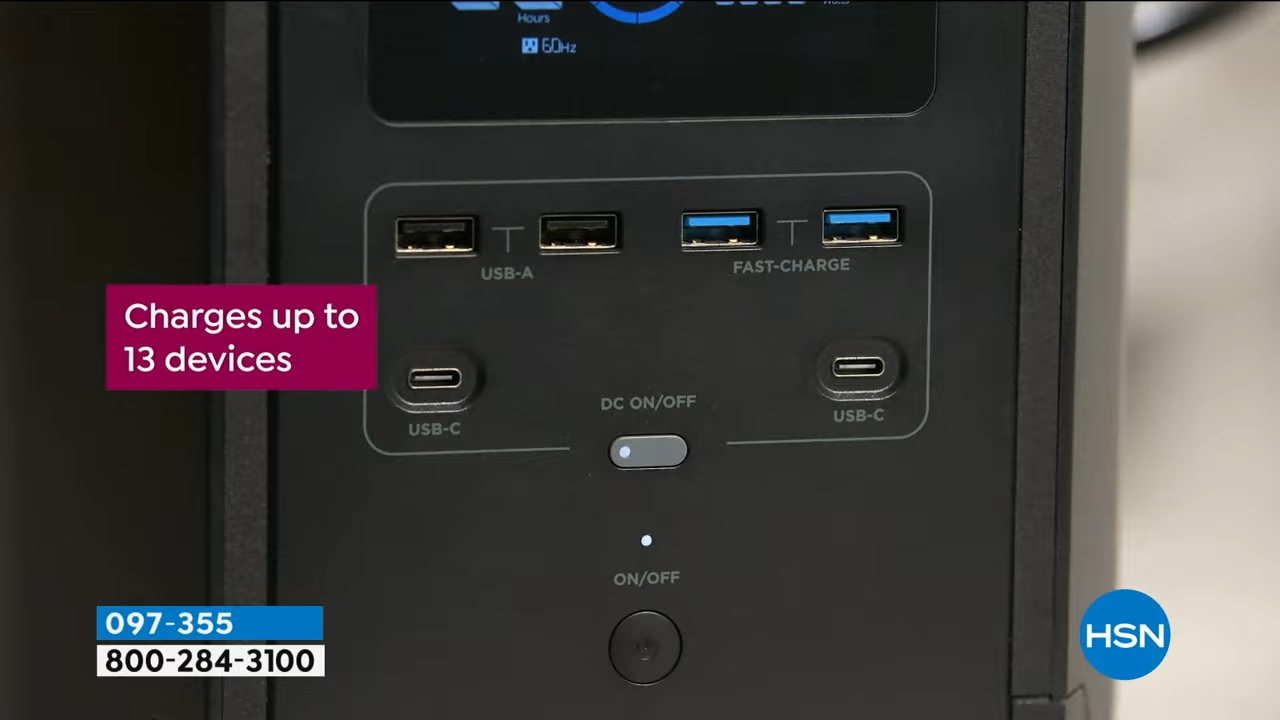 Hours
60Hz
USB-A
FAST-CHARGE
Charges up to
13 devices
DC ON/OFF
USB-C
USB-C
ON/OFF
097-355
800-284-3100
HSN